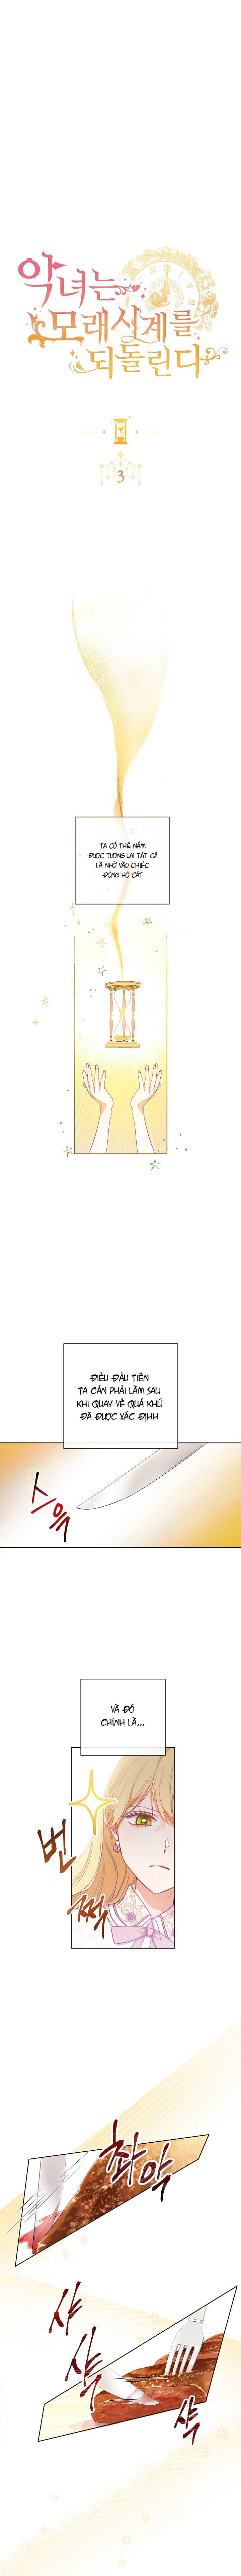 악녀는
모래시계를
되돌린다
3
TA CÓ THỂ NẮM
ĐƯỢC TƯƠNG LAI TẤT CẢ
LÀ NHỜ VÀO CHIẾC
ĐỒNG HỒ CÁT
ĐIỀU ĐẦU TIÊN
TA CẦN PHẢI LÀM SAU
KHI QUAY VỀ QUÁ KHỨ
ĐÃ ĐƯỢC XÁC ĐỊNH
스윽
VÀ ĐÓ
CHÍNH LÀ...
번
쩍
촤악
샤
샥
샥